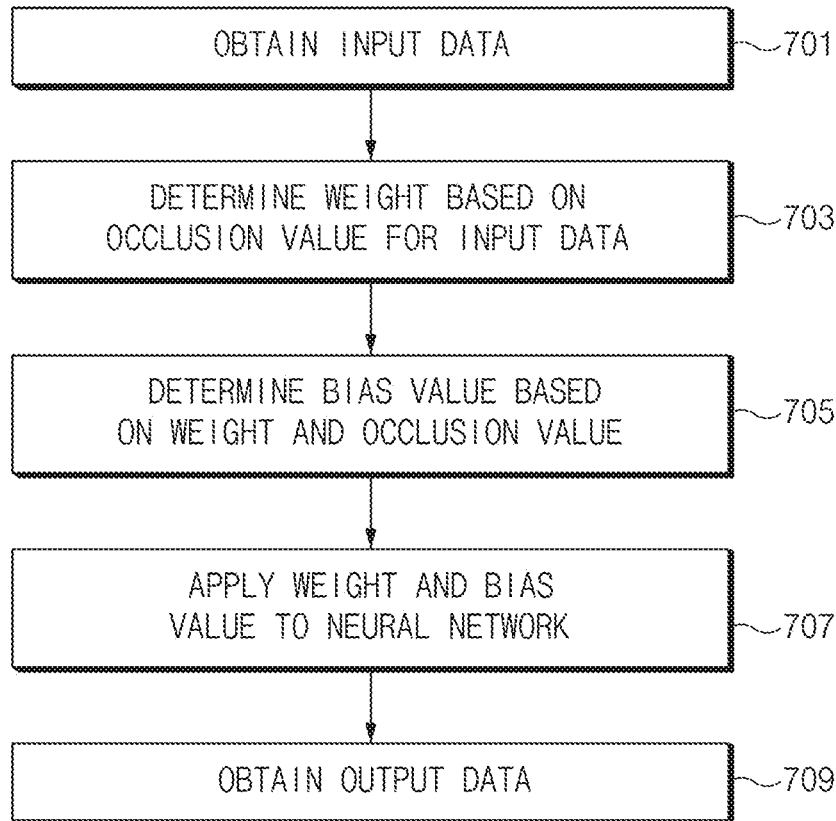 OBTAIN INPUT DATA
701
DETERMINE WEIGHT BASED ON
OCCLUSION VALUE FOR INPUT DATA
703
DETERMINE BIAS VALUE BASED
ON WEIGHT AND OCCLUSION VALUE
705
APPLY WEIGHT AND BIAS
VALUE TO NEURAL NETWORK
707
OBTAIN OUTPUT DATA
709